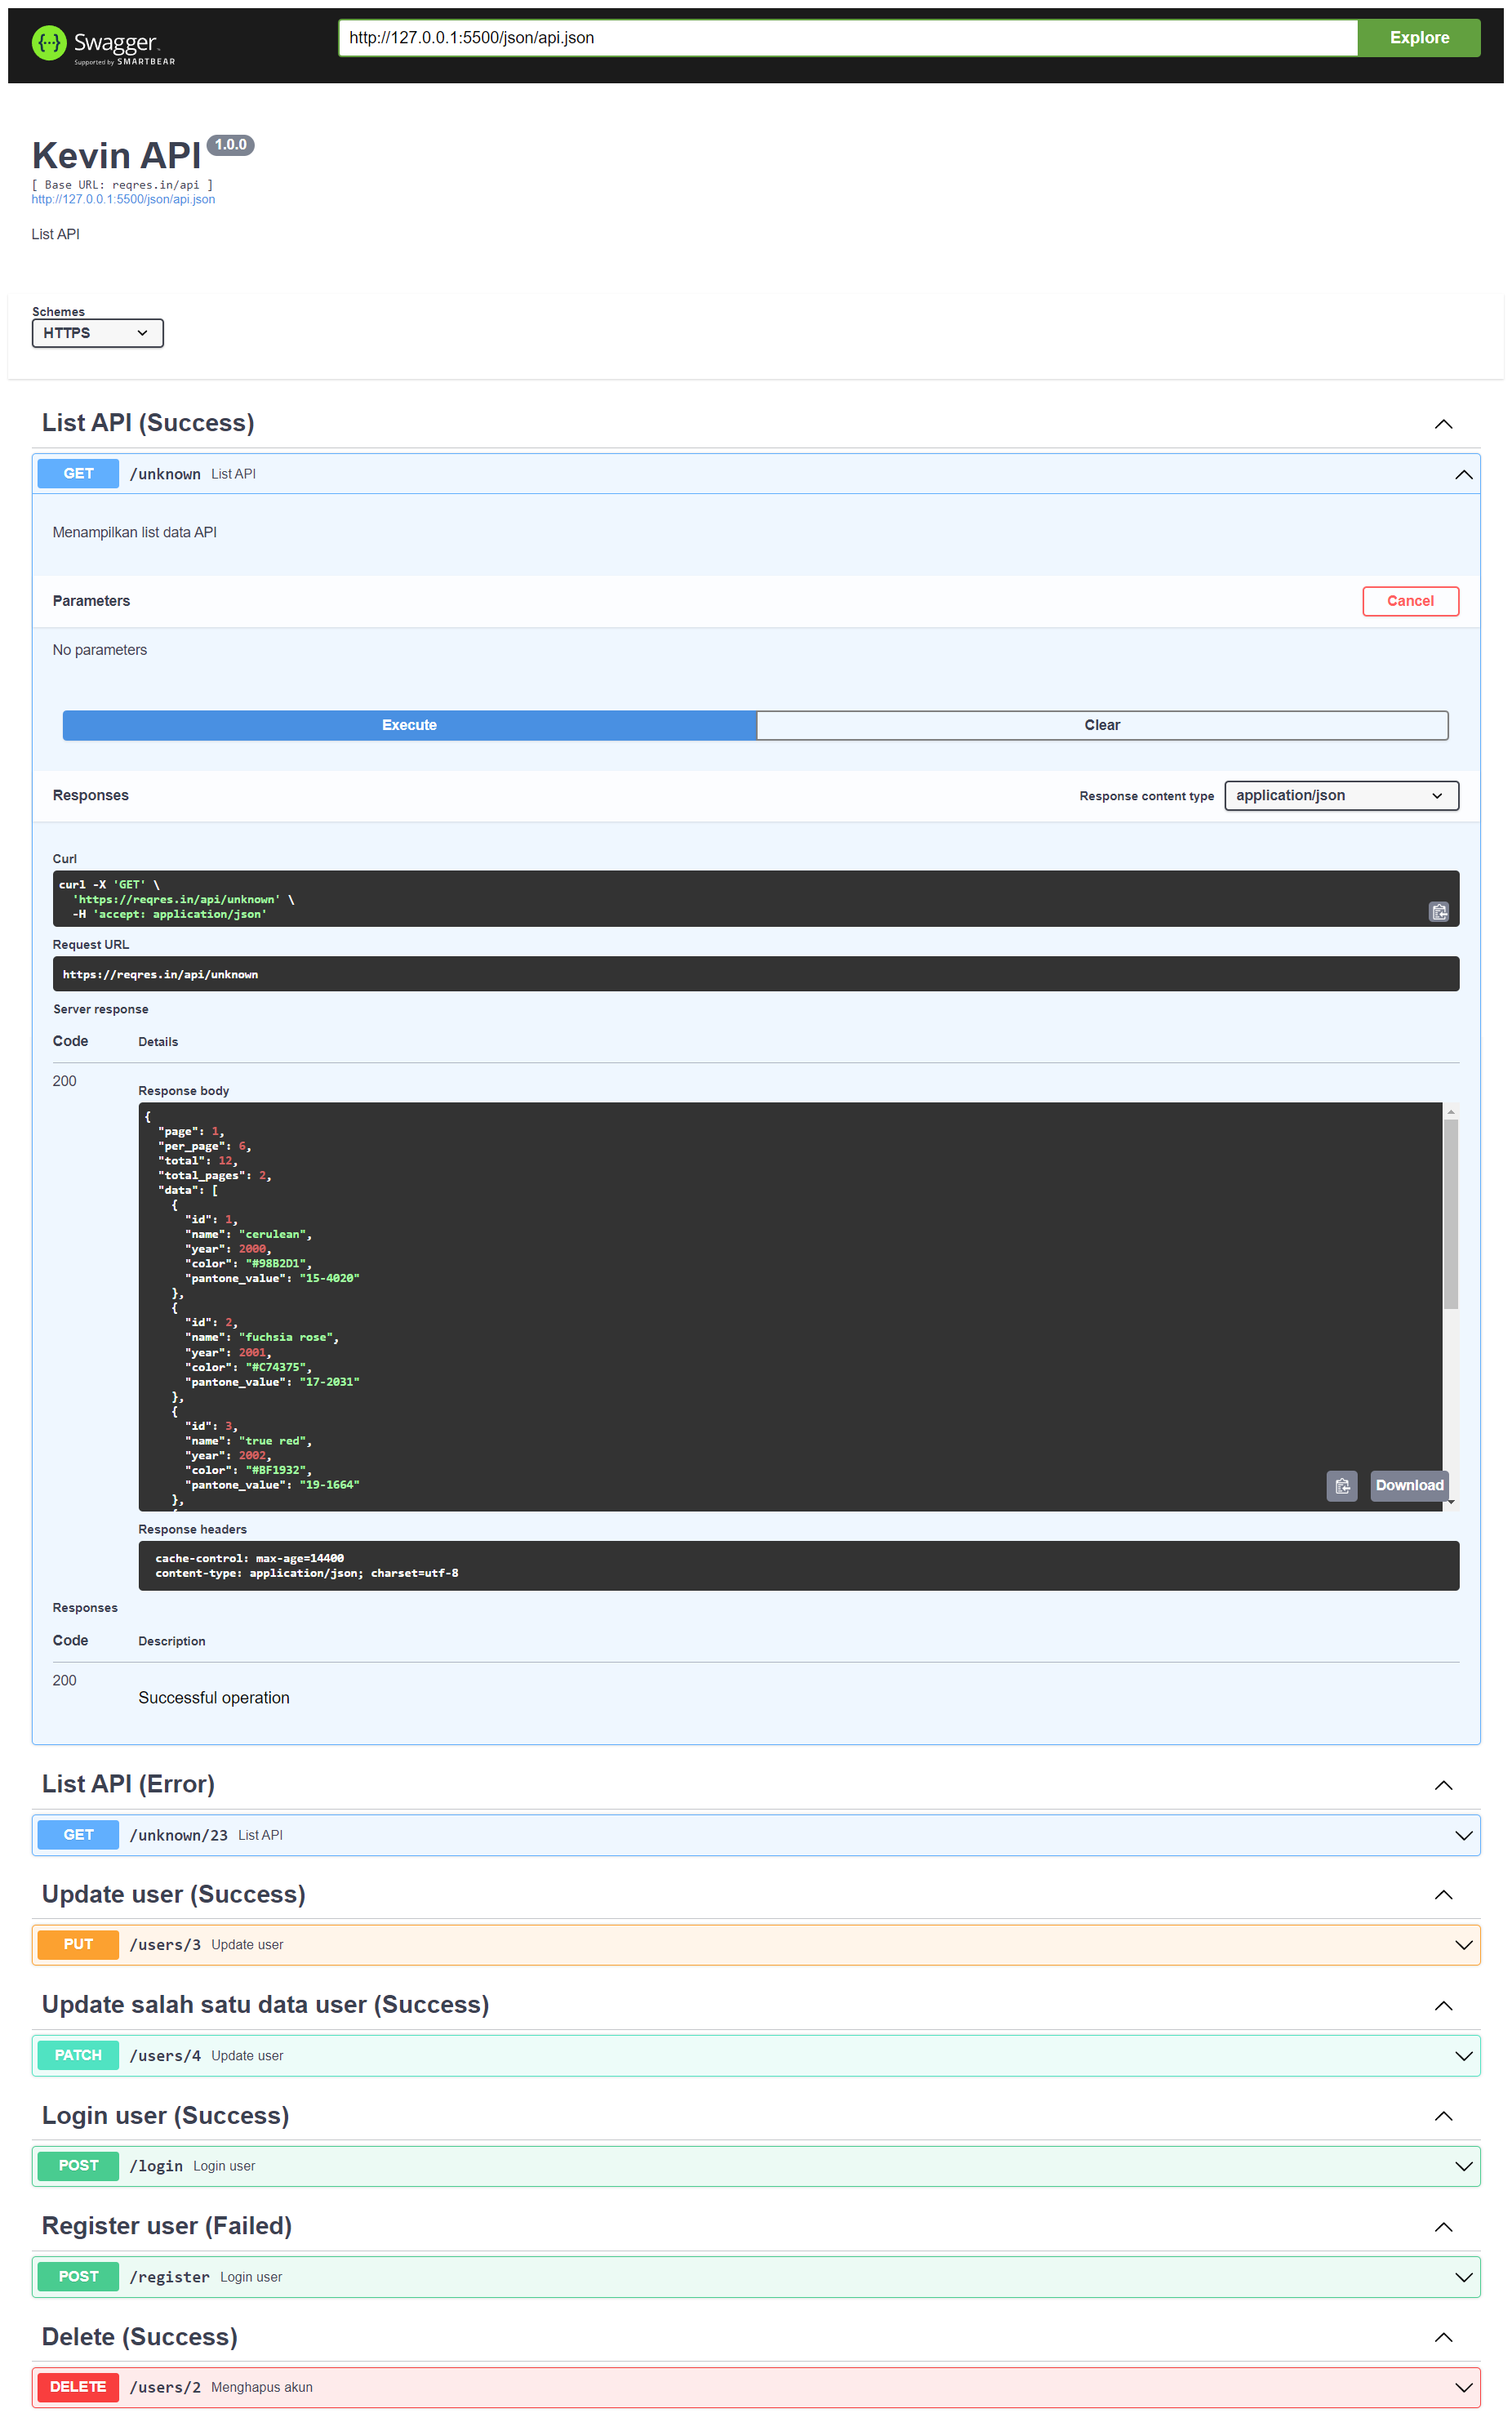 Swagger
Supported by SMARTBEAR
http://127.0.0.1:5500/json/api.json
Explore
Kevin API 1.0.0
[ Base URL: reqres.in/api ]
http://127.0.0.1:5500/json/api.json
List API
Schemes
HTTPS
List API (Success)
GET /unknown List API
Menampilkan list data API
Parameters
Cancel
No parameters
Execute
Clear
Responses
Response content type
application/json
Curl
curl -X 'GET' \
'https://reqres.in/api/unknown' \
-H 'accept: application/json'
Request URL
https://reqres.in/api/unknown
Server response
Code Details
200
Response body
{
"page": 1,
"per_page": 6,
"total": 12,
"total_pages": 2,
"data": [
{
"id": 1,
"name": "cerulean",
"year": 2000,
"color": "#98B2D1",
"pantone_value": "15-4020"
},
{
"id": 2,
"name": "fuchsia rose",
"year": 2001,
"color": "#C74375",
"pantone_value": "17-2031"
},
{
"id": 3,
"name": "true red",
"year": 2002,
"color": "#BF1932",
"pantone_value": "19-1664"
},
{
Download
Response headers
cache-control: max-age=14400
content-type: application/json; charset=utf-8
Responses
Code Description
200
Successful operation
List API (Error)
GET /unknown/23 List API
Update user (Success)
PUT /users/3 Update user
Update salah satu data user (Success)
PATCH /users/4 Update user
Login user (Success)
POST /login Login user
Register user (Failed)
POST /register Login user
Delete (Success)
DELETE /users/2 Menghapus akun